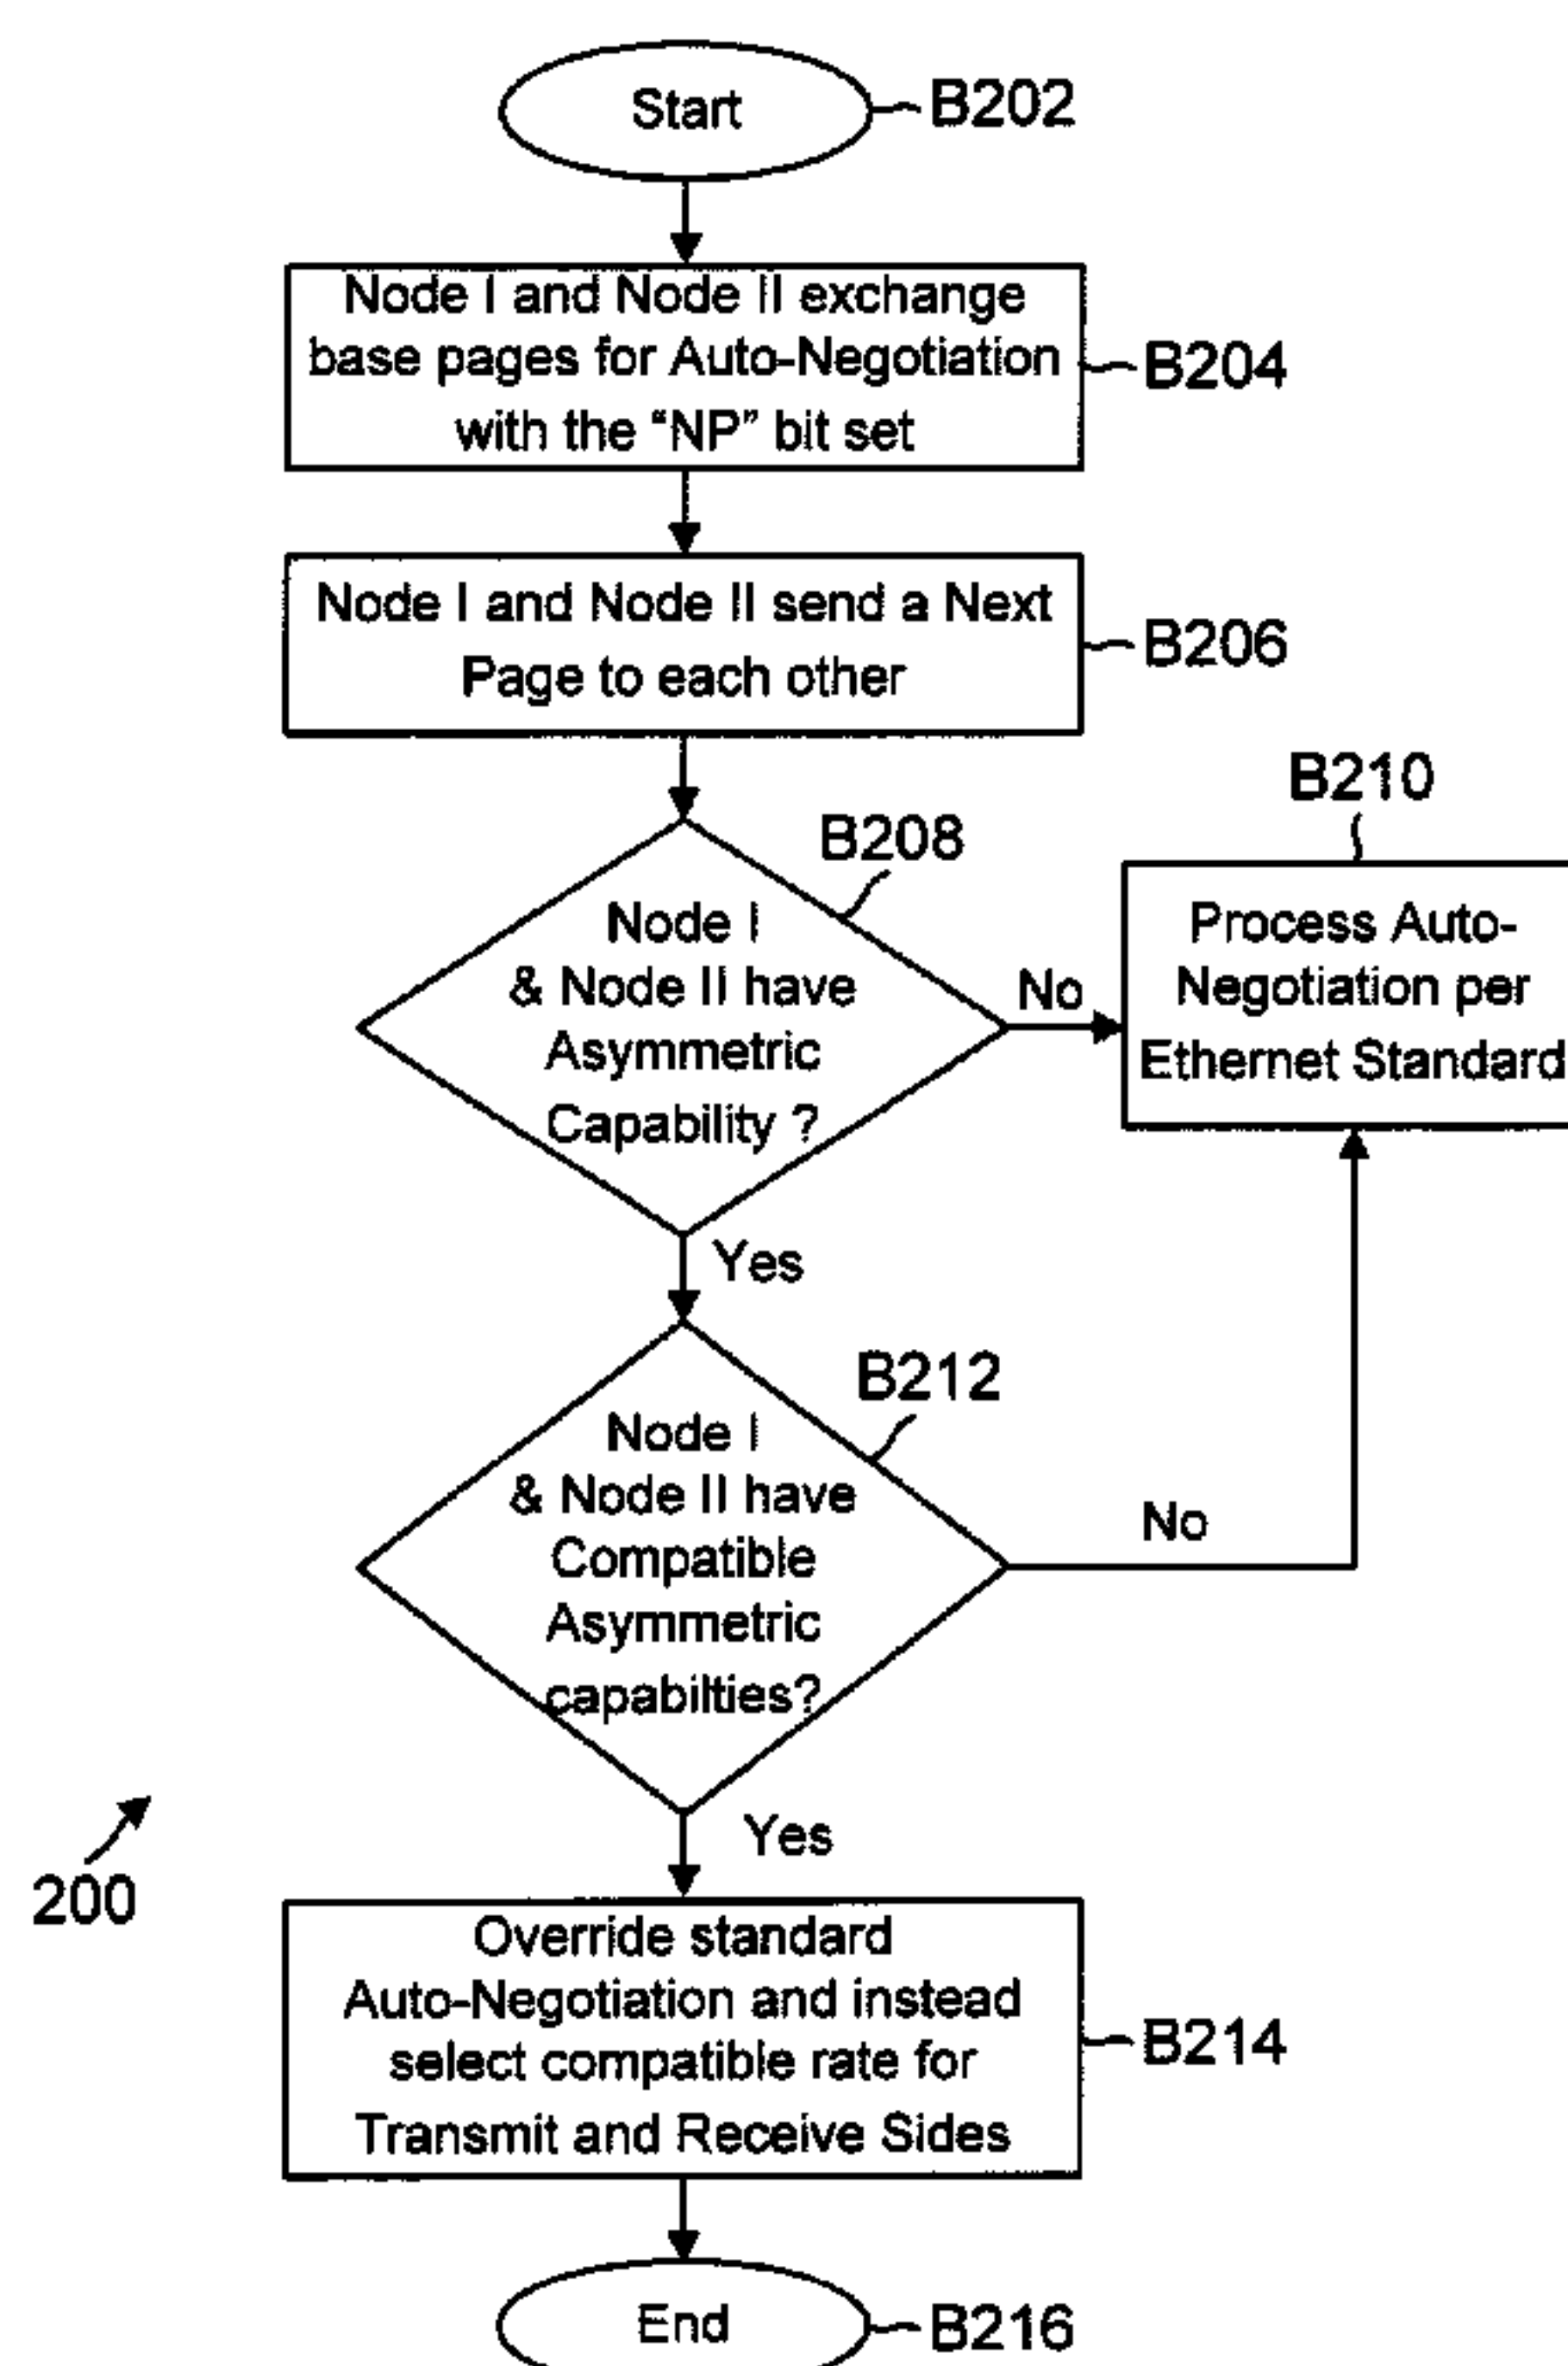 Start
B202
Node I and Node II exchange
base pages for Auto-Negotiation
with the “NP” bit set
B204
Node I and Node II send a Next
Page to each other
B206
B208
Node I
& Node II have
Asymmetric
Capability ?
No
B210
Process Auto-
Negotiation per
Ethernet Standard
Yes
B212
Node I
& Node II have
Compatible
Asymmetric
capabilties?
No
Yes
200
Override standard
Auto-Negotiation and instead
select compatible rate for
Transmit and Receive Sides
B214
End
B216